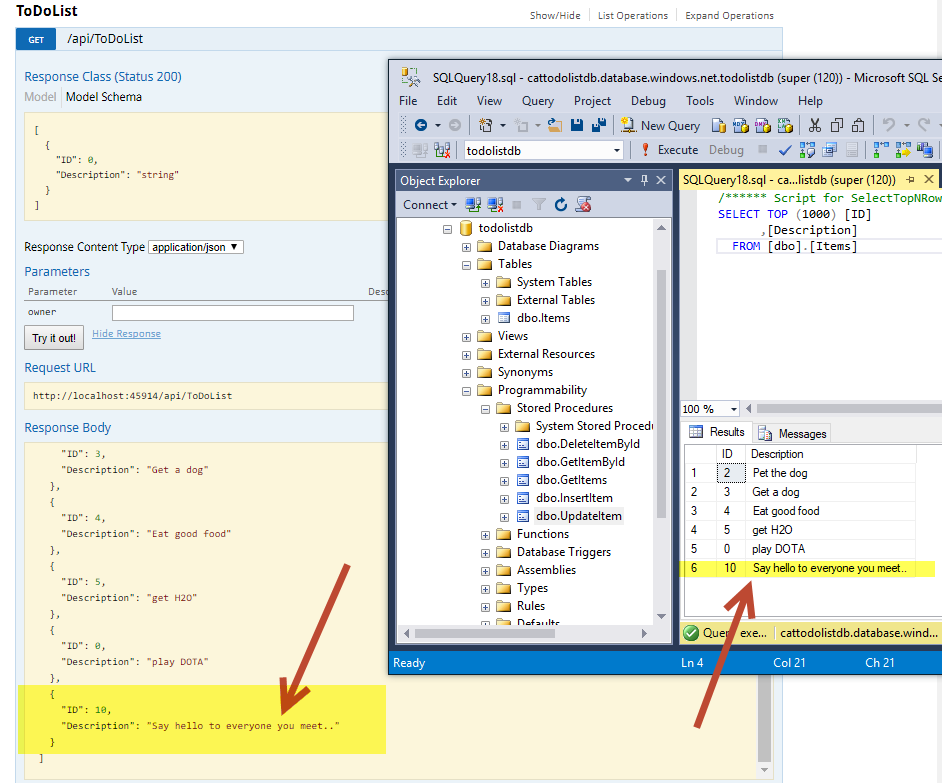 ToDoList
Show/Hide
List Operations
Expand Operations
GET
/api/ToDoList
Response Class (Status 200)
Model
Model Schema
[
{
"ID": 0,
"Description": "string"
}
]
Response Content Type
application/json
Parameters
Parameter
Value
owner
Try it out!
Hide Response
Request URL
http://localhost:45914/api/ToDoList
Response Body
"ID": 3,
"Description": "Get a dog"
},
{
"ID": 4,
"Description": "Eat good food"
},
{
"ID": 5,
"Description": "get H2O"
},
{
"ID": 0,
"Description": "play DOTA"
},
{
"ID": 10,
"Description": "Say hello to everyone you meet.."
}
]
SQLQuery18.sql - cattodolistdb.database.windows.net.todolistdb (super (120)) - Microsoft SQL Se
File
Edit
View
Query
Project
Debug
Tools
Window
Help
New Query
todolistdb
Execute
Debug
Object Explorer
Connect
todolistdb
Database Diagrams
Tables
System Tables
External Tables
dbo.Items
Views
External Resources
Synonyms
Programmability
Stored Procedures
System Stored Procedu
dbo.DeleteItemById
dbo.GetItemById
dbo.GetItems
dbo.InsertItem
dbo.UpdateItem
Functions
Database Triggers
Assemblies
Types
Rules
Defaults
SQLQuery18.sql - ca...listdb (super (120))
/****** Script for SelectTopNRow
SELECT TOP (1000) [ID]
,[Description]
FROM [dbo].[Items]
100 %
Results
Messages
ID Description
1 2 Pet the dog
2 3 Get a dog
3 4 Eat good food
4 5 get H2O
5 0 play DOTA
6 10 Say hello to everyone you meet..
exe...
cattodolistdb.database.wind...
Ready
Ln 4
Col 21
Ch 21